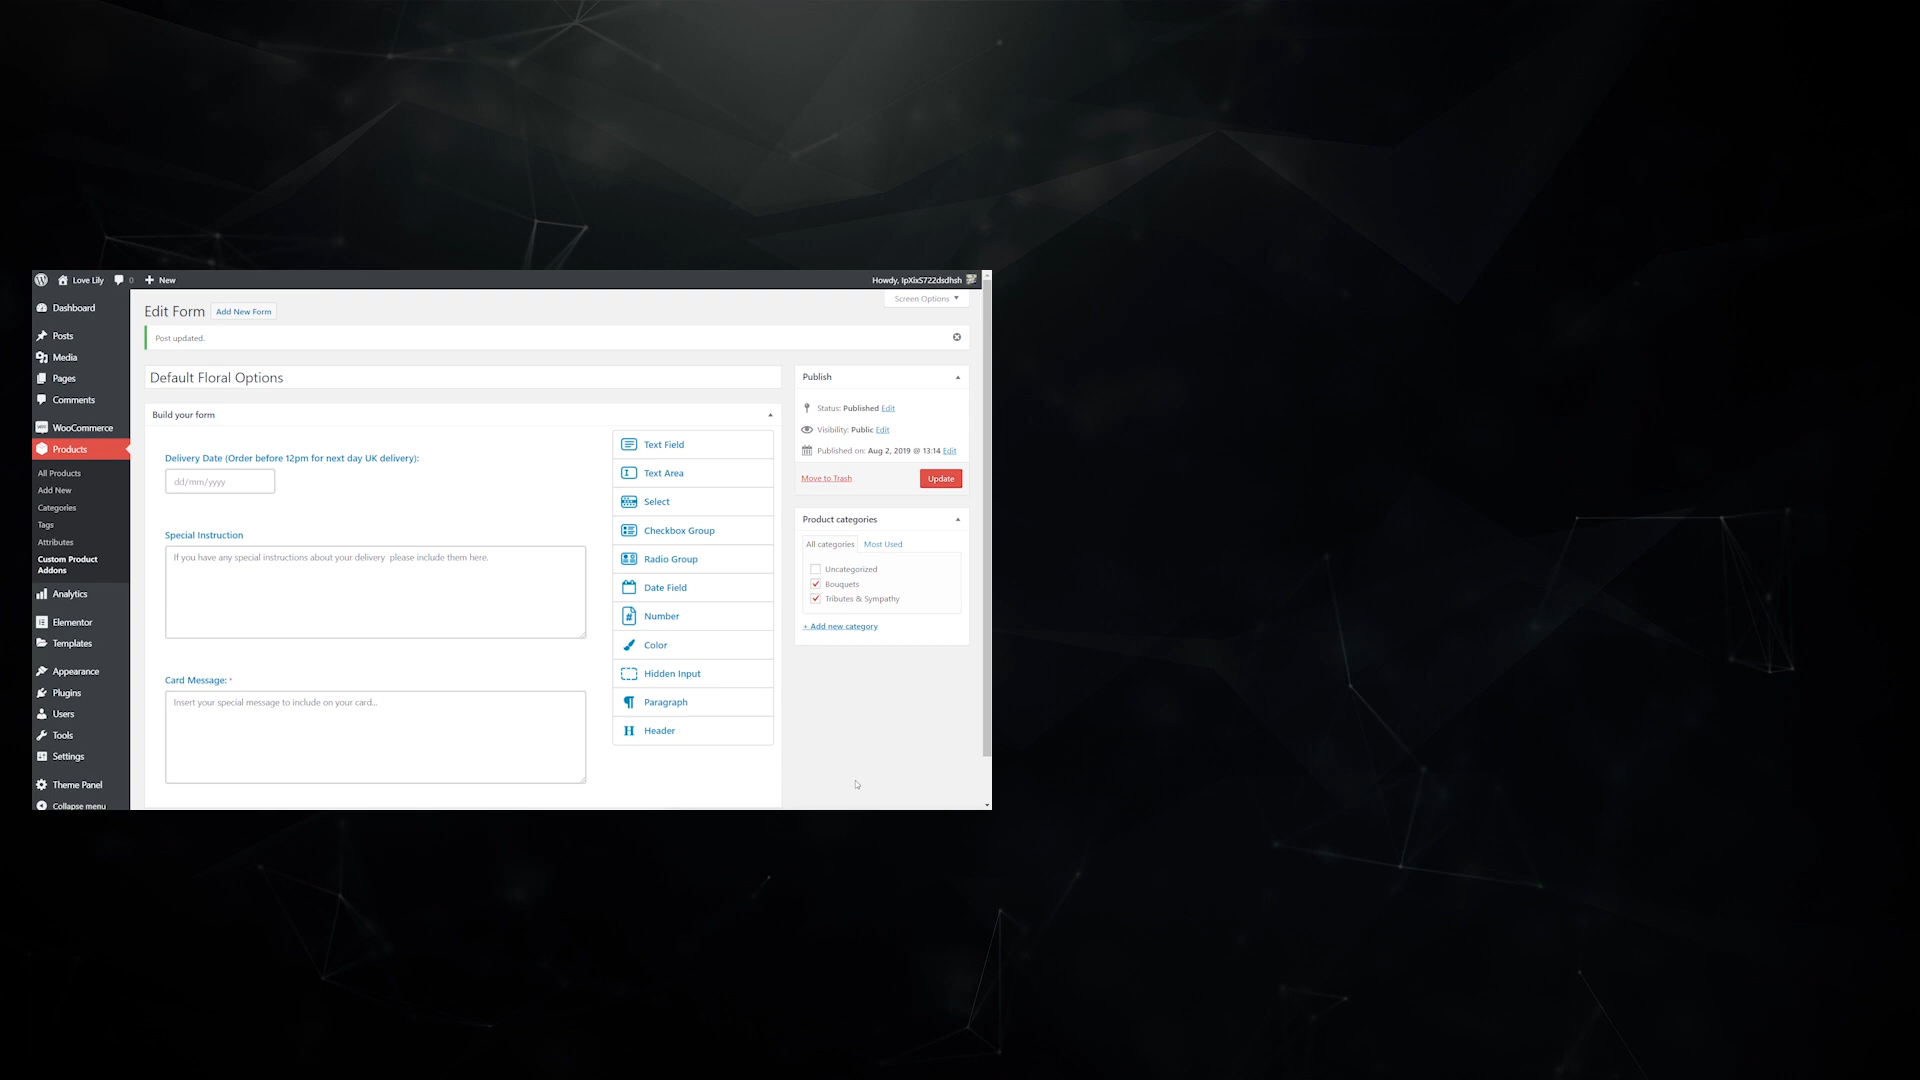 Love Lily 0 New
Howdy, IpXixS722dsdhsh
Screen Options
Dashboard
Posts
Media
Pages
Comments
WooCommerce
Products
All Products
Add New
Categories
Tags
Attributes
Custom Product
Addons
Analytics
Elementor
Templates
Appearance
Plugins
Users
Tools
Settings
Theme Panel
Collapse menu
Edit Form
Add New Form
Post updated.
Default Floral Options
Build your form
Delivery Date (Order before 12pm for next day UK delivery):
dd/mm/yyyy
Special Instruction
If you have any special instructions about your delivery please include them here.
Card Message: *
Insert your special message to include on your card...
Text Field
Text Area
Select
Checkbox Group
Radio Group
Date Field
Number
Color
Hidden Input
Paragraph
H Header
Publish
Status: Published Edit
Visibility: Public Edit
Published on: Aug 2, 2019 @ 13:14 Edit
Move to Trash
Update
Product categories
All categories
Most Used
Uncategorized
Bouquets
Tributes & Sympathy
+ Add new category